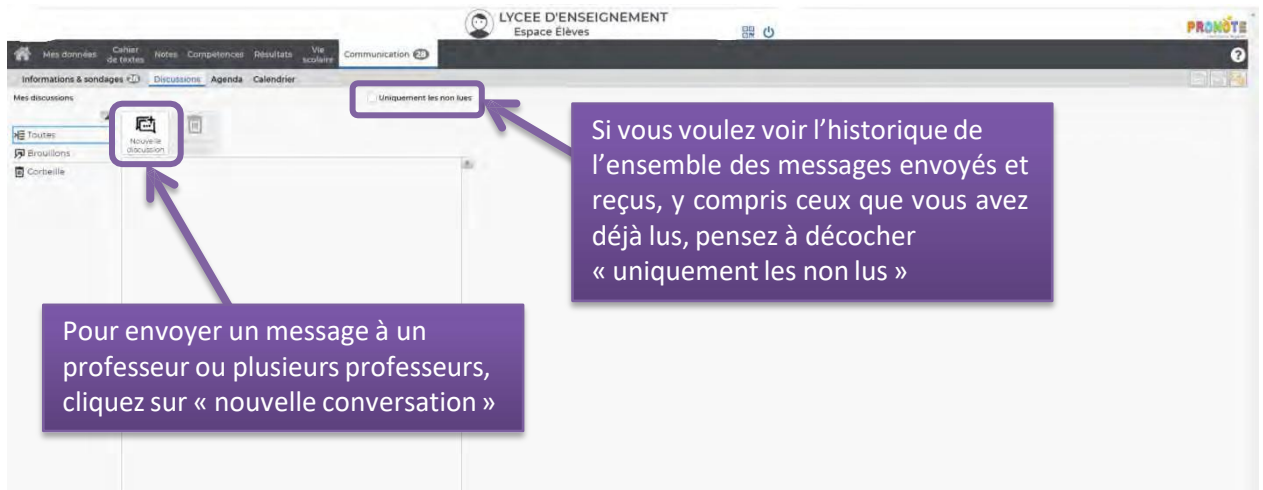 LYCEE D'ENSEIGNEMENT
Espace Élèves
PRONOTE
Mes données Cahier de textes Notes Compétences Résultats Vie scolaire Communication 28
?
Informations & sondages Discussions Agenda Calendrier
Mes discussions
Uniquement les non lues
Toutes
Brouillons
Corbeille
Nouvelle
discussion
Si vous voulez voir l’historique de
l’ensemble des messages envoyés et
reçus, y compris ceux que vous avez
déjà lus, pensez à décocher
« uniquement les non lus »
Pour envoyer un message à un
professeur ou plusieurs professeurs,
cliquez sur « nouvelle conversation »